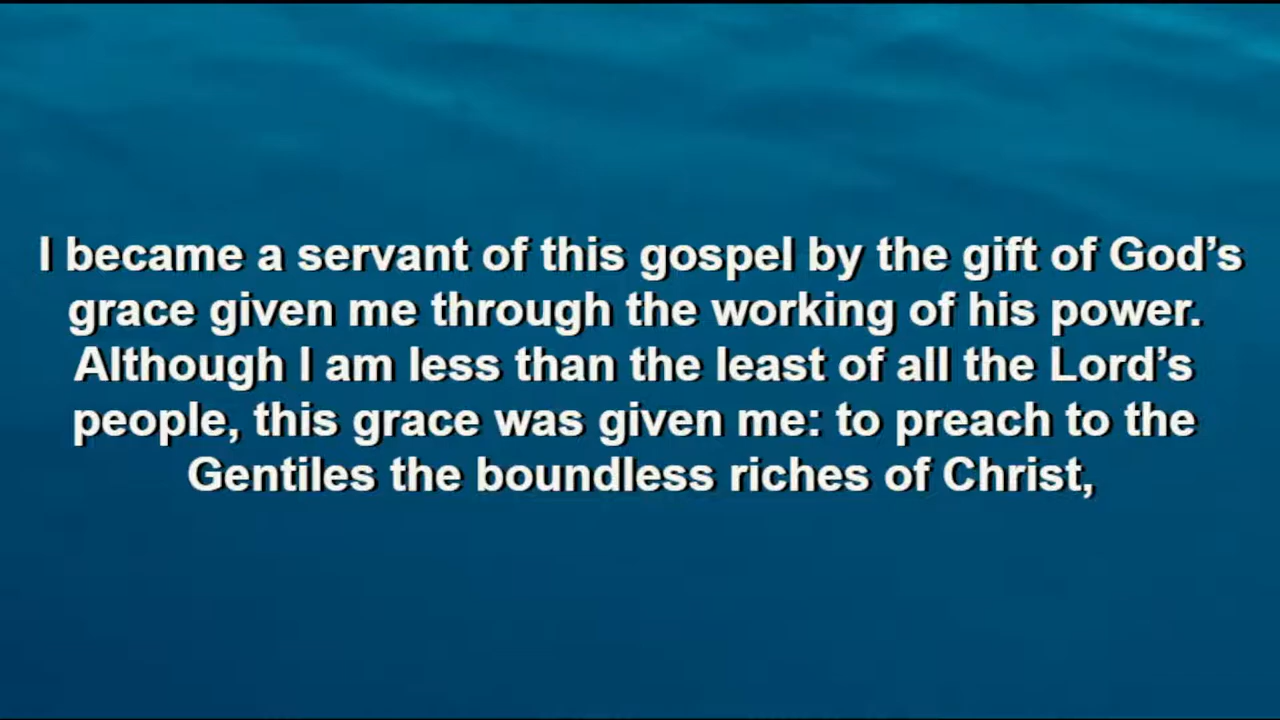 I became a servant of this gospel by the gift of God’s
grace given me through the working of his power.
Although I am less than the least of all the Lord’s
people, this grace was given me: to preach to the
Gentiles the boundless riches of Christ,